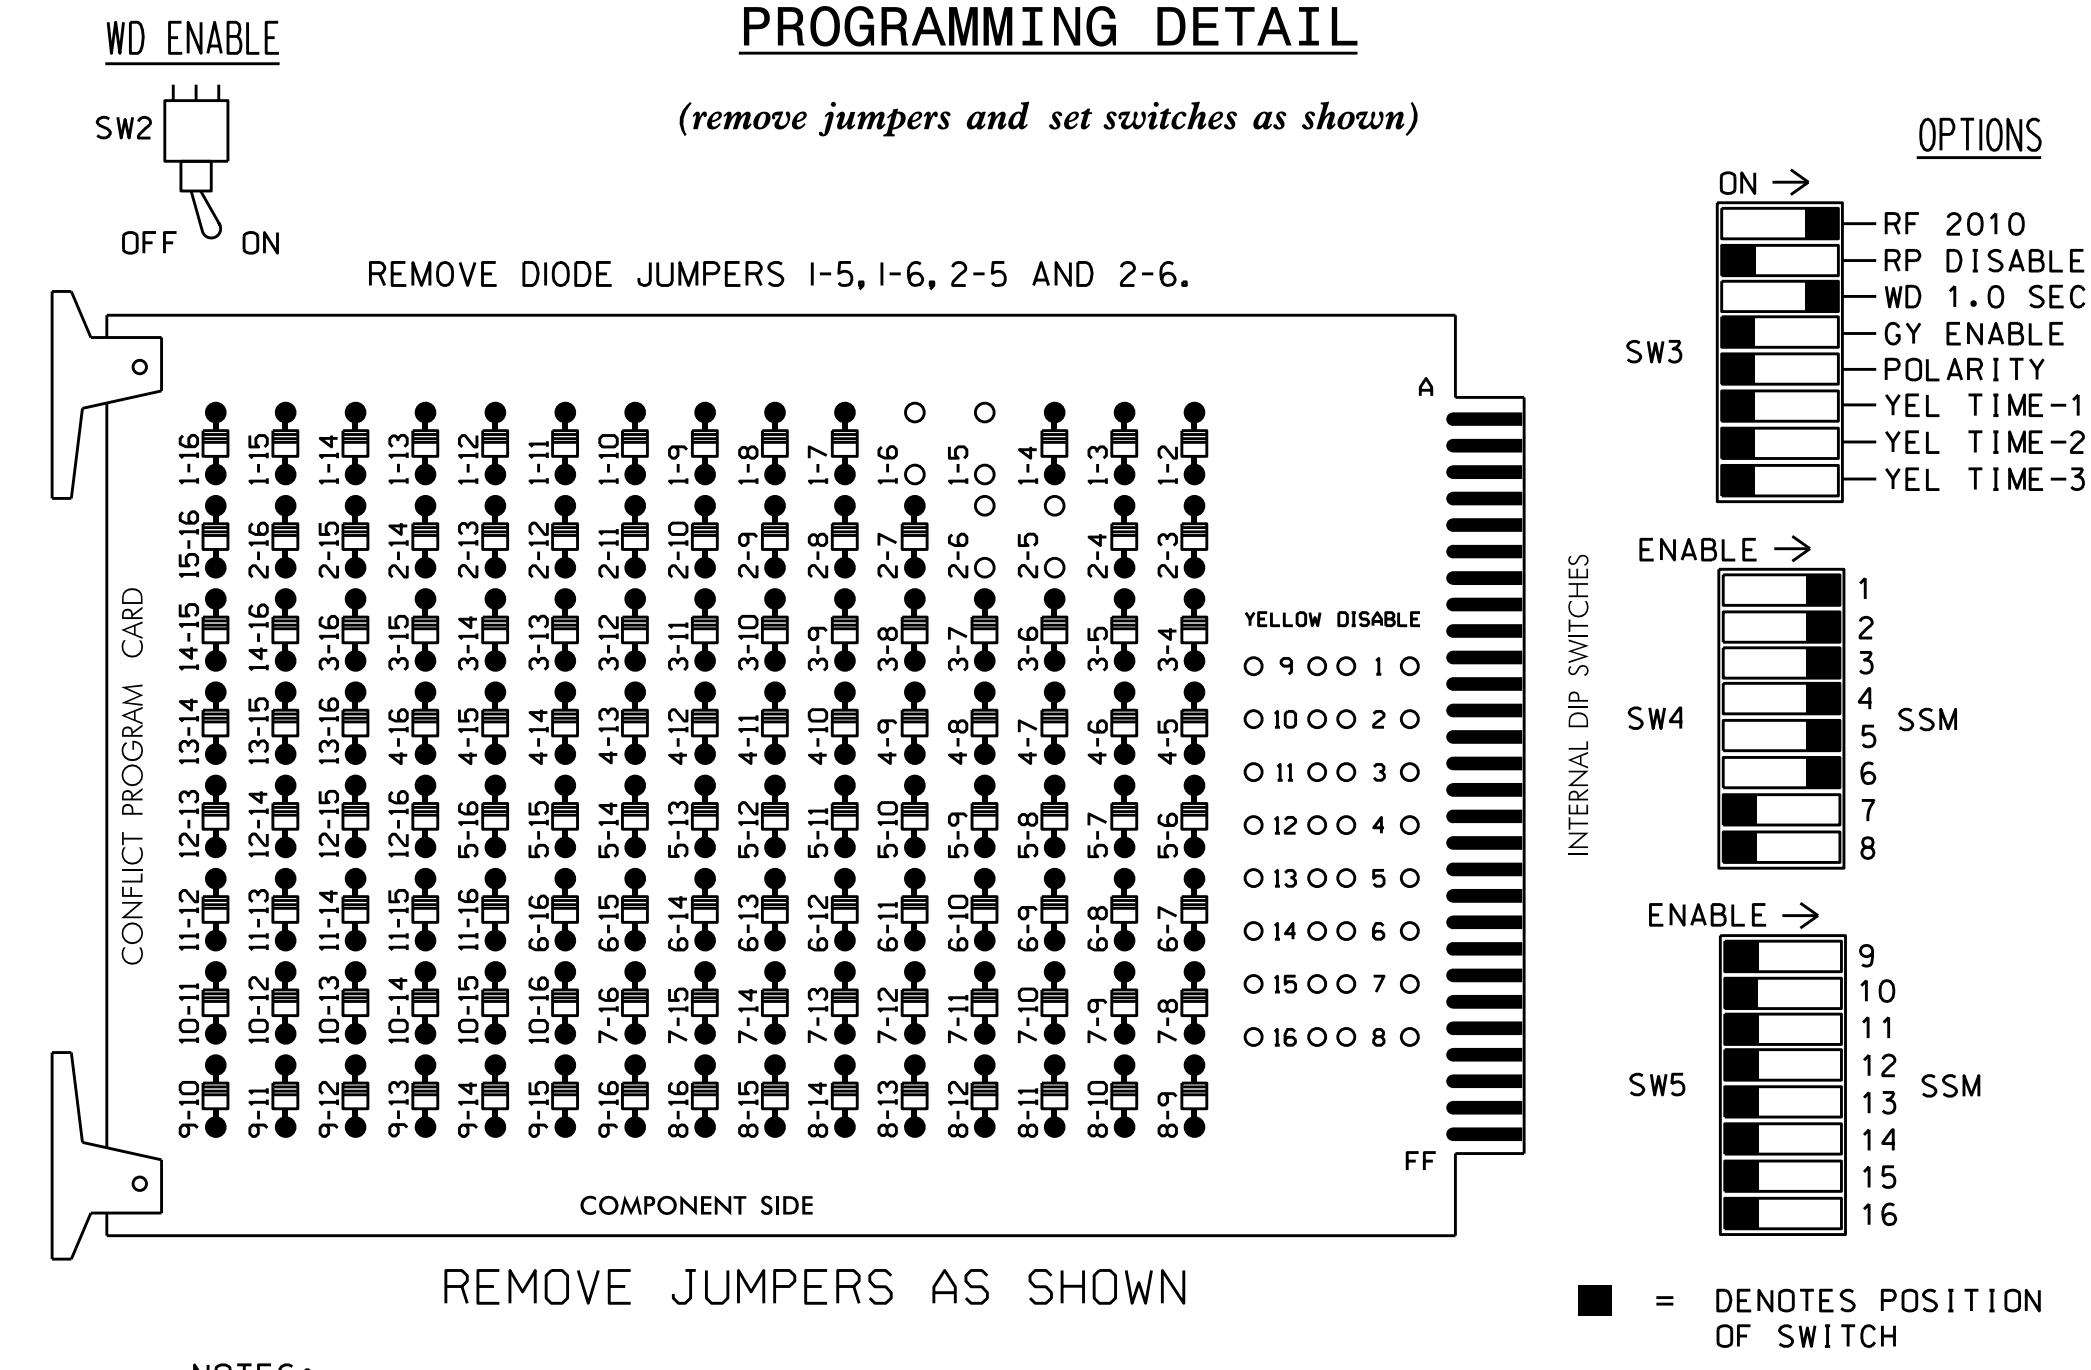 PROGRAMMING DETAIL
(remove jumpers and set switches as shown)
WD ENABLE
SW2
OFF ON
REMOVE DIODE JUMPERS 1-5, 1-6, 2-5 AND 2-6.
CONFLICT PROGRAM CARD
1-16 1-15 1-14 1-13 1-12 1-11 1-10 1-9 1-8 1-7 1-6 1-5 1-4 1-3 1-2
15-16 2-16 2-15 2-14 2-13 2-12 2-11 2-10 2-9 2-8 2-7 2-6 2-5 2-4 2-3
14-15 14-16 3-16 3-15 3-14 3-13 3-12 3-11 3-10 3-9 3-8 3-7 3-6 3-5 3-4
13-14 13-15 13-16 4-16 4-15 4-14 4-13 4-12 4-11 4-10 4-9 4-8 4-7 4-6 4-5
12-13 12-14 12-15 12-16 5-16 5-15 5-14 5-13 5-12 5-11 5-10 5-9 5-8 5-7 5-6
11-12 11-13 11-14 11-15 11-16 6-16 6-15 6-14 6-13 6-12 6-11 6-10 6-9 6-8 6-7
10-11 10-12 10-13 10-14 10-15 10-16 7-16 7-15 7-14 7-13 7-12 7-11 7-10 7-9 7-8
9-10 9-11 9-12 9-13 9-14 9-15 9-16 8-16 8-15 8-14 8-13 8-12 8-11 8-10 8-9
A
YELLOW DISABLE
9 1
10 2
11 3
12 4
13 5
14 6
15 7
16 8
FF
COMPONENT SIDE
REMOVE JUMPERS AS SHOWN
INTERNAL DIP SWITCHES
OPTIONS
ON →
SW3
RF 2010
RP DISABLE
WD 1.0 SEC
GY ENABLE
POLARITY
YEL TIME-1
YEL TIME-2
YEL TIME-3
ENABLE →
SW4
1
2
3
4
5
6
7
8
SSM
ENABLE →
SW5
9
10
11
12
13
14
15
16
SSM
= DENOTES POSITION
OF SWITCH
NOTES: